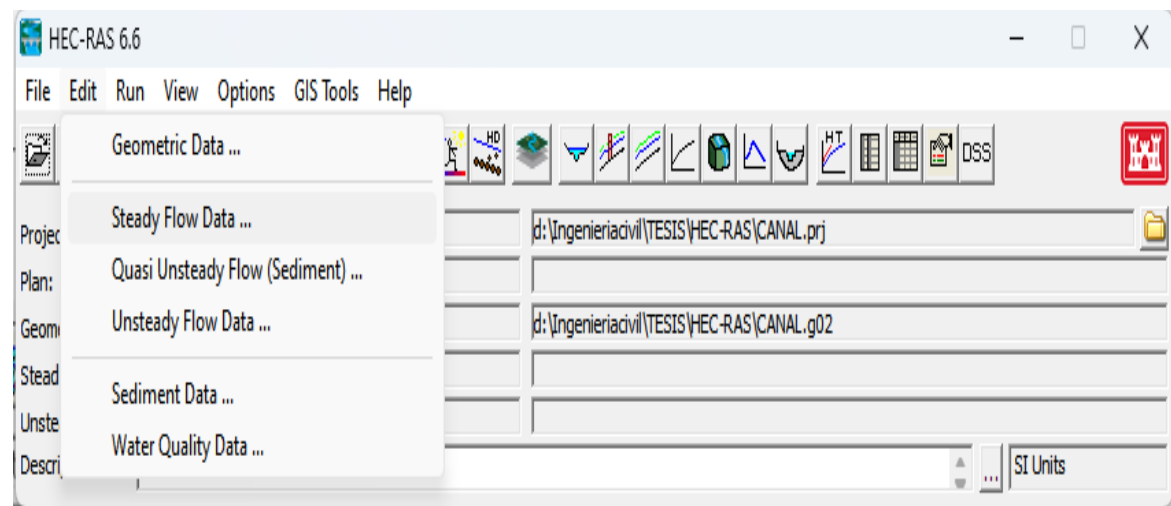 HEC-RAS 6.6
File Edit Run View Options GIS Tools Help
Geometric Data ...
HD
HT
DSS
Steady Flow Data ...
Projec
d:\Ingenieriacivil\TESIS\HEC-RAS\CANAL.prj
Quasi Unsteady Flow (Sediment) ...
Plan:
Unsteady Flow Data ...
Geome
d:\Ingenieriacivil\TESIS\HEC-RAS\CANAL.g02
Stead
Sediment Data ...
Unste
Water Quality Data ...
Descri
... SI Units